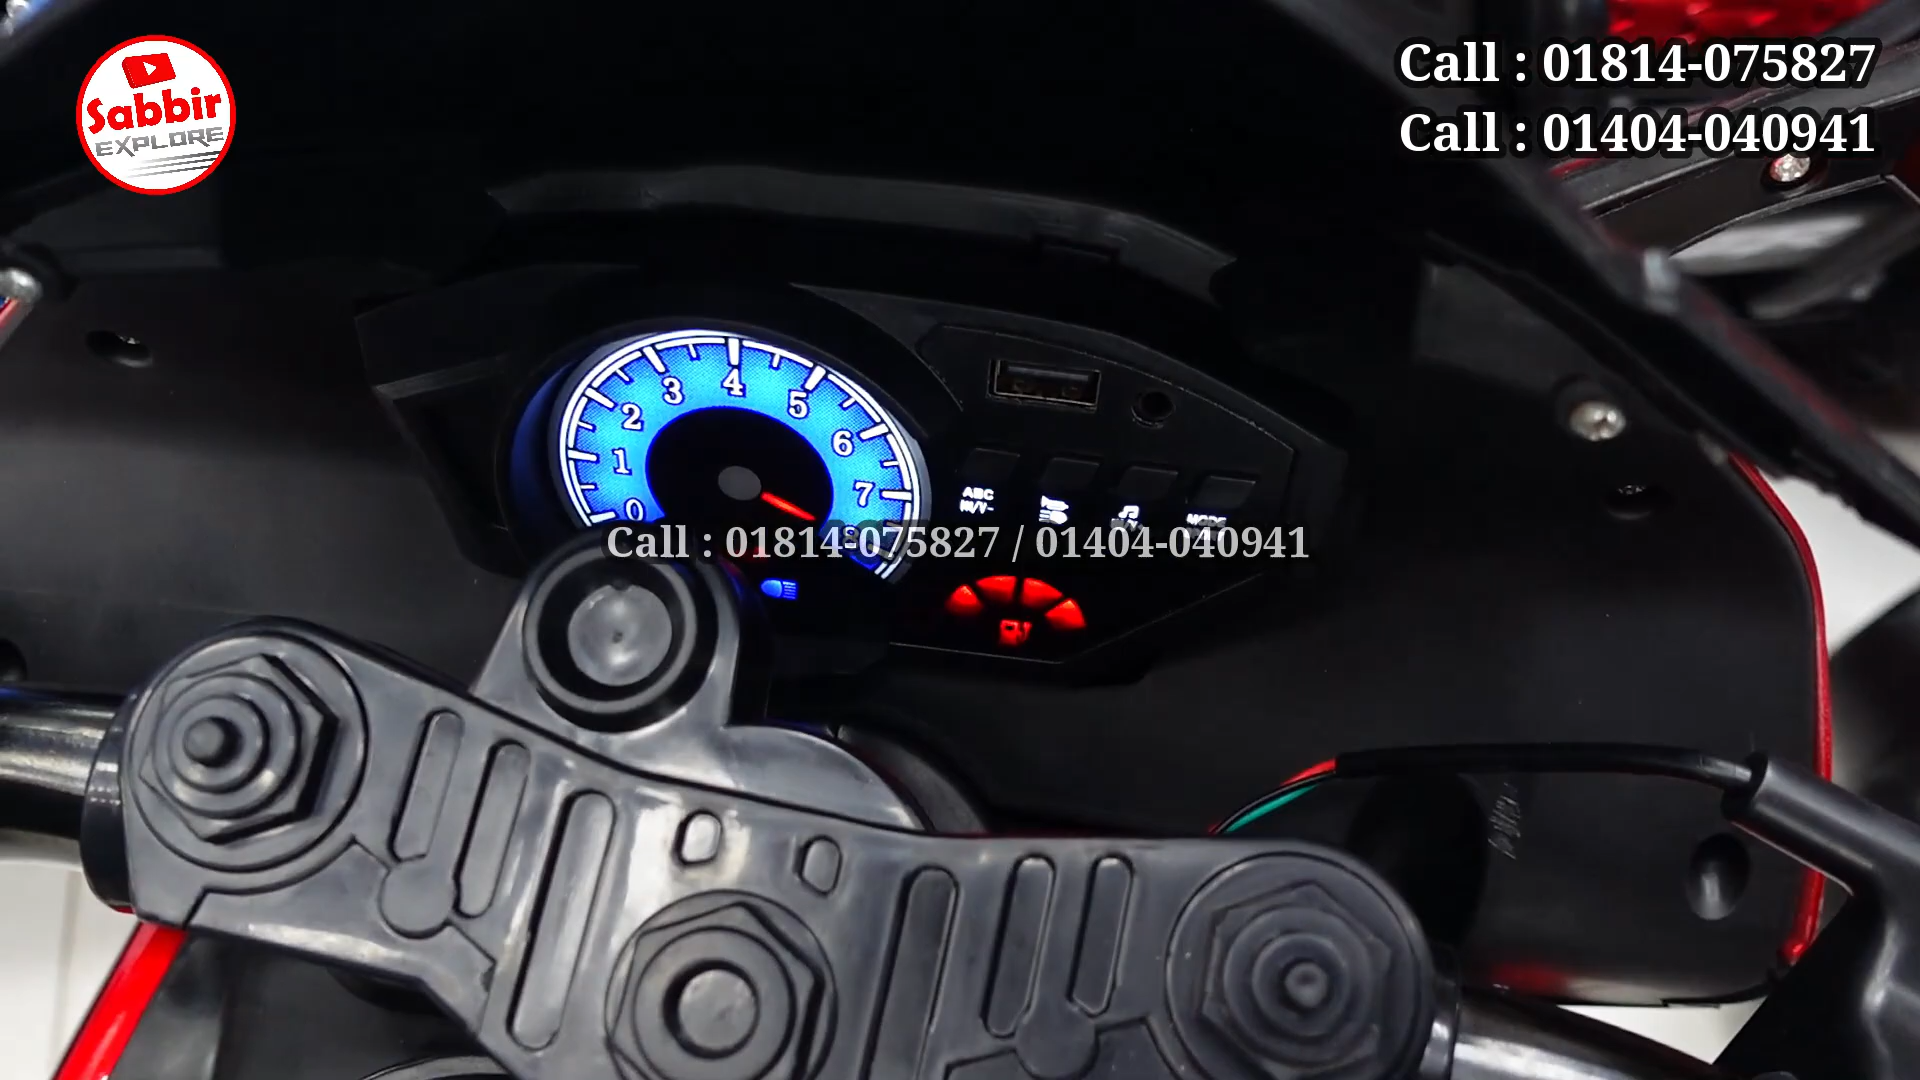 Sabbir
EXPLORE
Call : 01814-075827
Call : 01404-040941
4
3
5
2
6
1
7
0
ABC
Call : 01814-075827 / 01404-040941